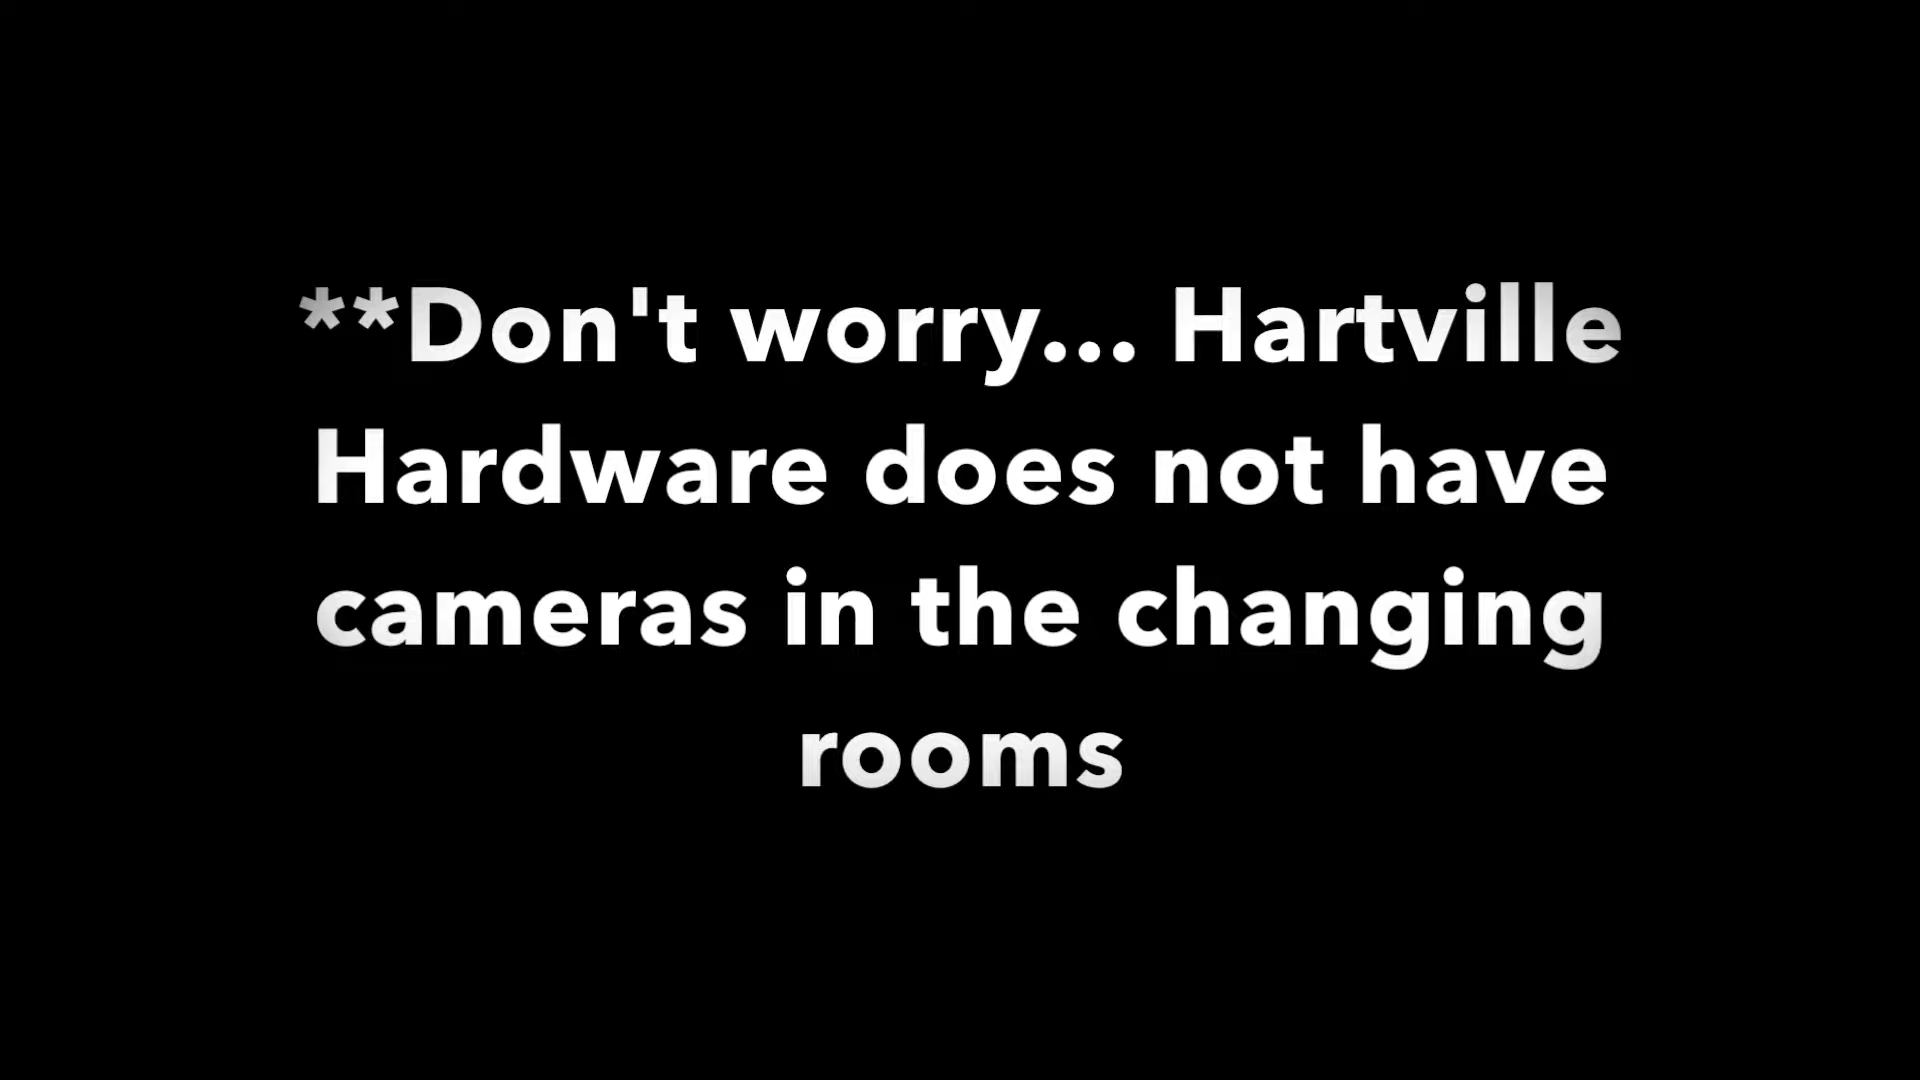 **Don't worry... Hartville
Hardware does not have
cameras in the changing
rooms